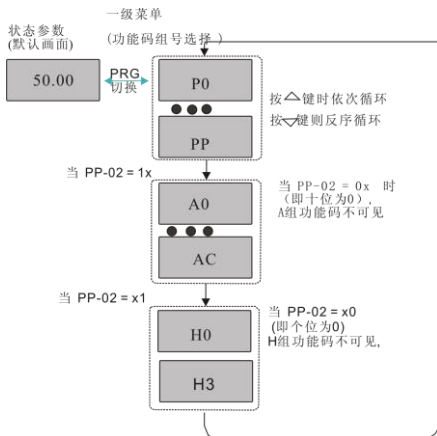 一级菜单
状态参数
(默认画面)
(功能码组号选择 )
50.00
PRG
切换
P0
PP
按△键时依次循环
按▽键则反序循环
当 PP-02 = 1x
A0
AC
当 PP-02 = 0x 时
(即十位为0),
A组功能码不可见
当 PP-02 = x1
H0
H3
当 PP-02 = x0
(即个位为0)
H组功能码不可见,